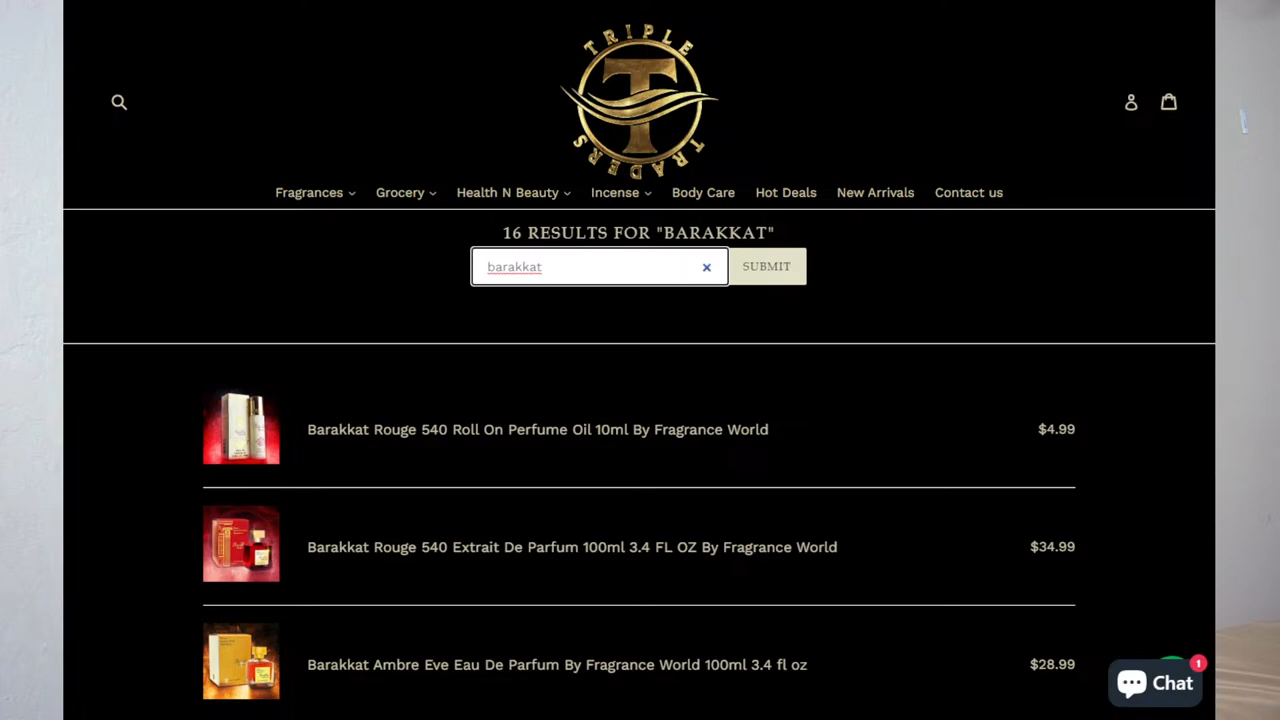 TRIPLE
T
TRADERS
Fragrances Grocery Health N Beauty Incense Body Care Hot Deals New Arrivals Contact us
16 RESULTS FOR "BARAKKAT"
barakkat SUBMIT
Barakkat Rouge 540 Roll On Perfume Oil 10ml By Fragrance World $4.99
Barakkat Rouge 540 Extrait De Parfum 100ml 3.4 FL OZ By Fragrance World $34.99
Barakkat Ambre Eve Eau De Parfum By Fragrance World 100ml 3.4 fl oz $28.99
1
Chat